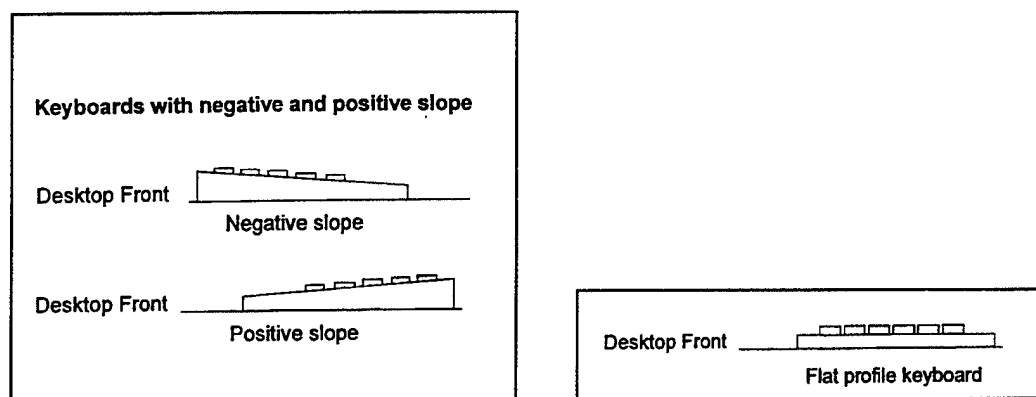 Keyboards with negative and positive slope
Desktop Front
Negative slope
Desktop Front
Positive slope
Desktop Front
Flat profile keyboard